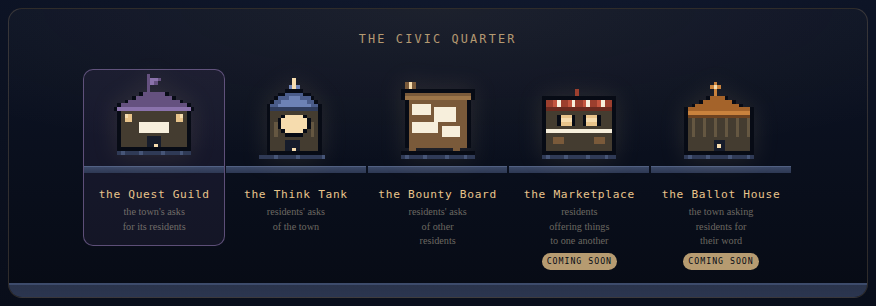 THE CIVIC QUARTER
the Quest Guild
the town's asks
for its residents
the Think Tank
residents' asks
of the town
the Bounty Board
residents' asks
of other
residents
the Marketplace
residents
offering things
to one another
COMING SOON
the Ballot House
the town asking
residents for
their word
COMING SOON